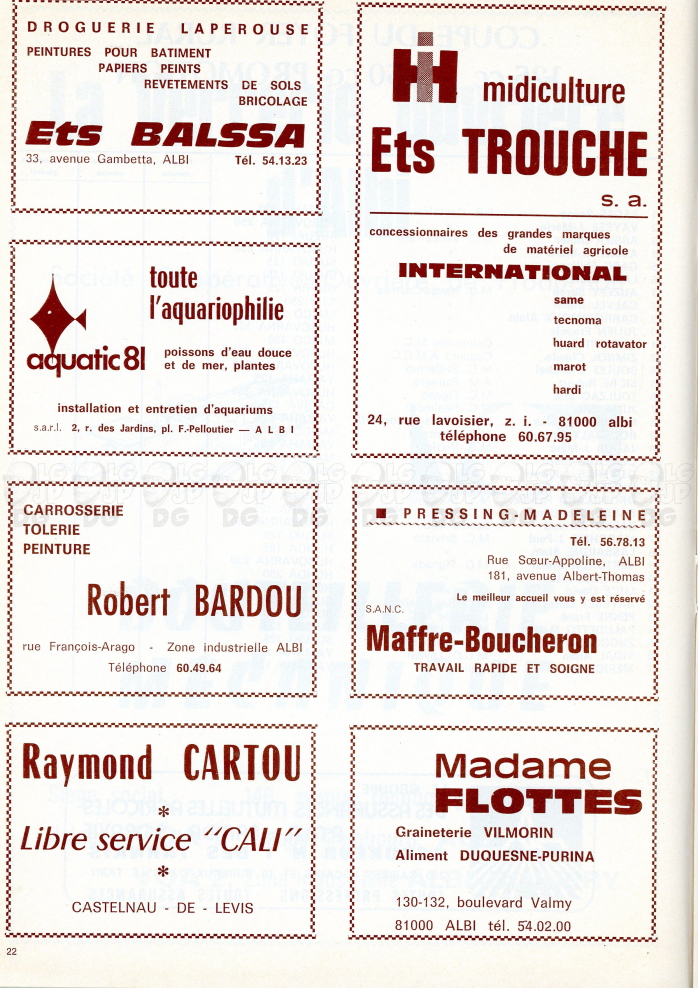 DROGUERIE LAPEROUSE
PEINTURES POUR BATIMENT
PAPIERS PEINTS
REVETEMENTS DE SOLS
BRICOLAGE
Ets BALSSA
33, avenue Gambetta, ALBI Tél. 54.13.23
toute
l'aquariophilie
aquatic 81
poissons d'eau douce
et de mer, plantes
installation et entretien d'aquariums
s.a.r.l. 2, r. des Jardins, pl. F.-Pelloutier — ALBI
CARROSSERIE
TOLERIE
PEINTURE
Robert BARDOU
rue François-Arago - Zone industrielle ALBI
Téléphone 60.49.64
Raymond CARTOU
*
Libre service "CALI"
*
CASTELNAU - DE - LEVIS
22
midiculture
Ets TROUCHE
s. a.
concessionnaires des grandes marques
de matériel agricole
INTERNATIONAL
same
tecnoma
huard rotavator
marot
hardi
24, rue lavoisier, z. i. - 81000 albi
téléphone 60.67.95
■ PRESSING-MADELEINE
Tél. 56.78.13
Rue Sœur-Appoline, ALBI
181, avenue Albert-Thomas
Le meilleur accueil vous y est réservé
S.A.N.C.
Maffre-Boucheron
TRAVAIL RAPIDE ET SOIGNE
Madame
FLOTTES
Graineterie VILMORIN
Aliment DUQUESNE-PURINA
130-132, boulevard Valmy
81000 ALBI tél. 54.02.00